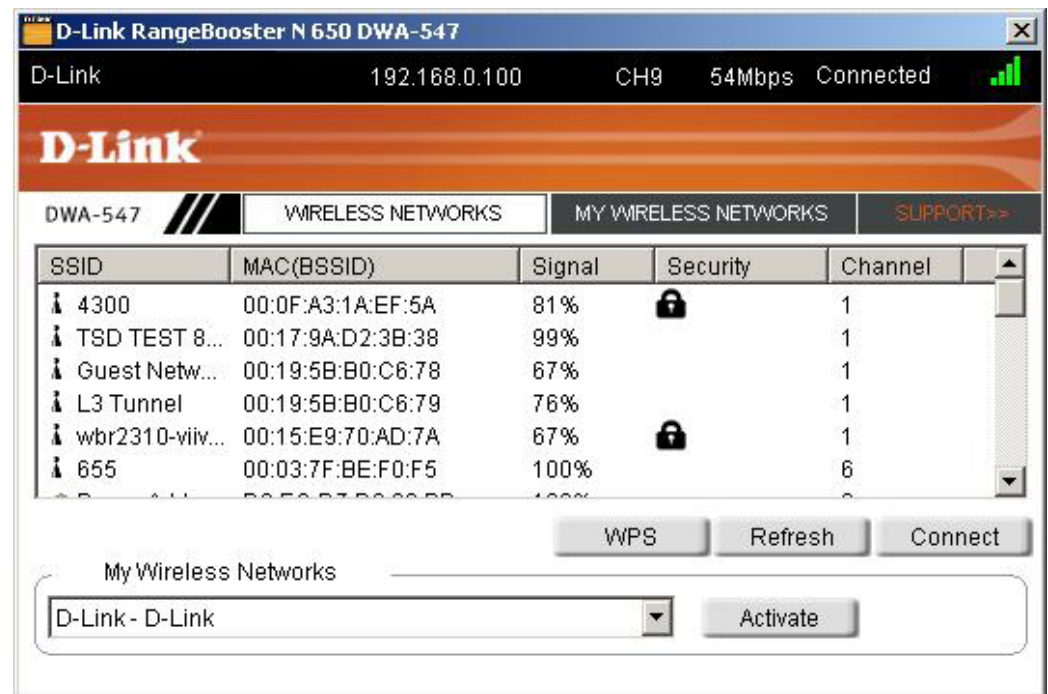 D-Link RangeBooster N 650 DWA-547
D-Link 192.168.0.100 CH9 54Mbps Connected
D-Link
DWA-547 WIRELESS NETWORKS MY WIRELESS NETWORKS SUPPORT>>
SSID MAC(BSSID) Signal Security Channel
4300 00:0F:A3:1A:EF:5A 81% 1
TSD TEST 8... 00:17:9A:D2:3B:38 99% 1
Guest Netw... 00:19:5B:B0:C6:78 67% 1
L3 Tunnel 00:19:5B:B0:C6:79 76% 1
wbr2310-viiv... 00:15:E9:70:AD:7A 67% 1
655 00:03:7F:BE:F0:F5 100% 6
WPS Refresh Connect
My Wireless Networks
D-Link - D-Link Activate